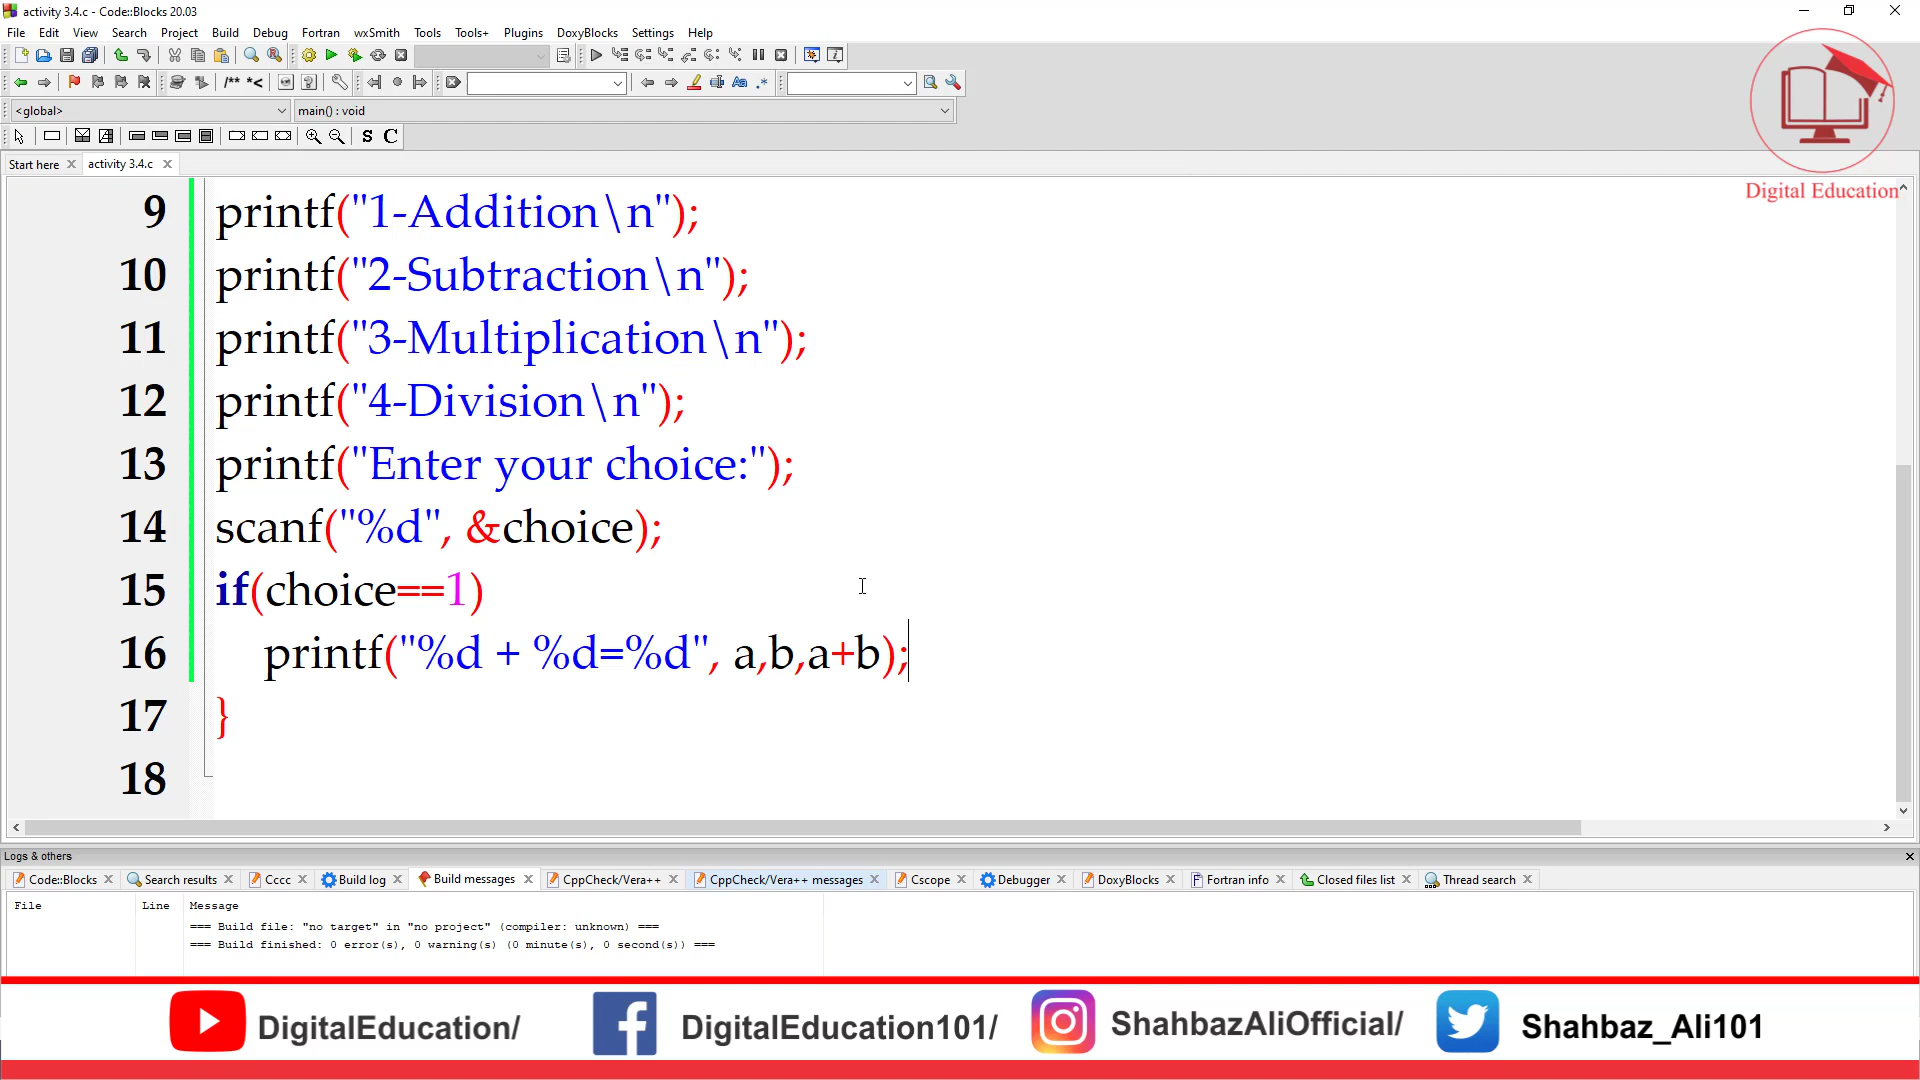 activity 3.4.c - Code::Blocks 20.03
File Edit View Search Project Build Debug Fortran wxSmith Tools Tools+ Plugins DoxyBlocks Settings Help
/** *<
Aa .*
<global> main() : void
S C
Start here activity 3.4.c
Digital Education
9 printf("1-Addition\n");
10 printf("2-Subtraction\n");
11 printf("3-Multiplication\n");
12 printf("4-Division\n");
13 printf("Enter your choice:");
14 scanf("%d", &choice);
15 if(choice==1)
16 printf("%d + %d=%d", a,b,a+b);
17 }
18
Logs & others
Code::Blocks Search results Cccc Build log Build messages CppCheck/Vera++ CppCheck/Vera++ messages Cscope Debugger DoxyBlocks Fortran info Closed files list Thread search
File Line Message
=== Build file: "no target" in "no project" (compiler: unknown) ===
=== Build finished: 0 error(s), 0 warning(s) (0 minute(s), 0 second(s)) ===
DigitalEducation/ DigitalEducation101/ ShahbazAliOfficial/ Shahbaz_Ali101